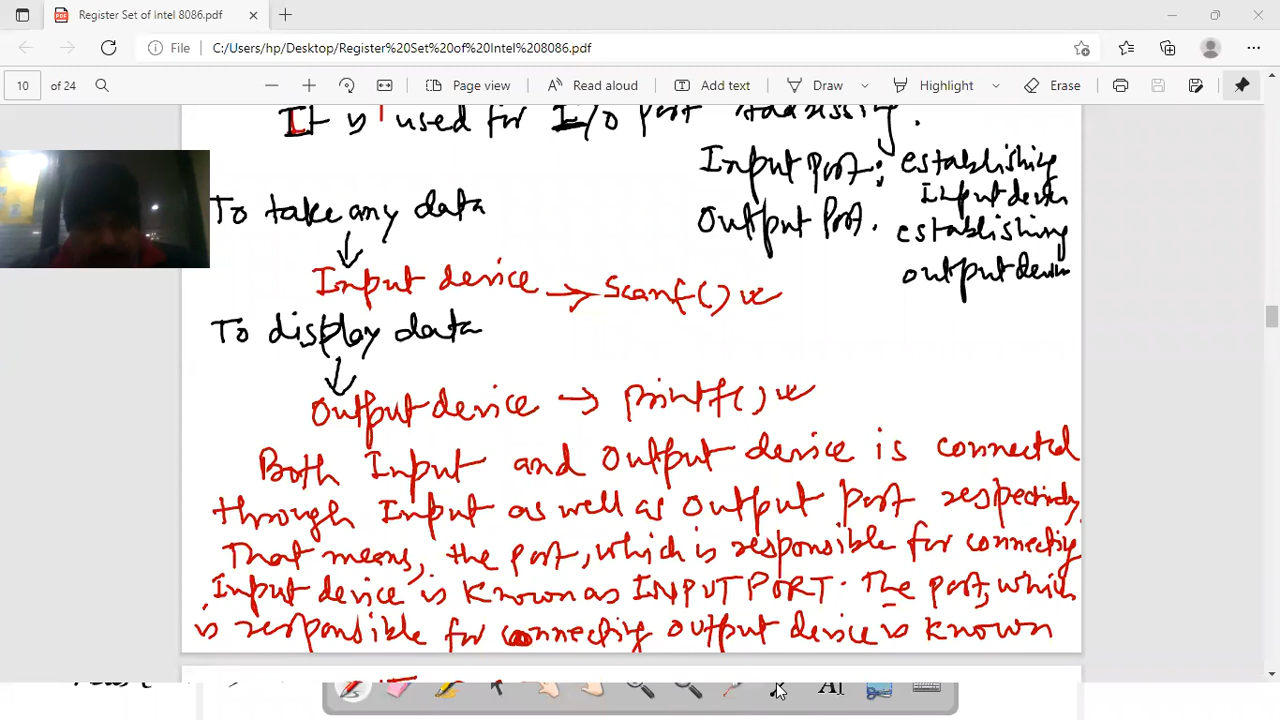 Register Set of Intel 8086.pdf
File C:/Users/hp/Desktop/Register%20Set%20of%20Intel%208086.pdf
10 of 24 Page view Read aloud Add text Draw Highlight Erase
It is used for I/O port
Input Port : establishing
Input device
To take any data
Output Port . establishing
output device
Input device → Scanf()
To display data
Output device → printf()
Both Input and Output device is connected
through Input as well as Output port respectively
That means, the port, which is responsible for connecting
Input device is known as INPUT PORT. The port, which
is responsible for connecting output device is known